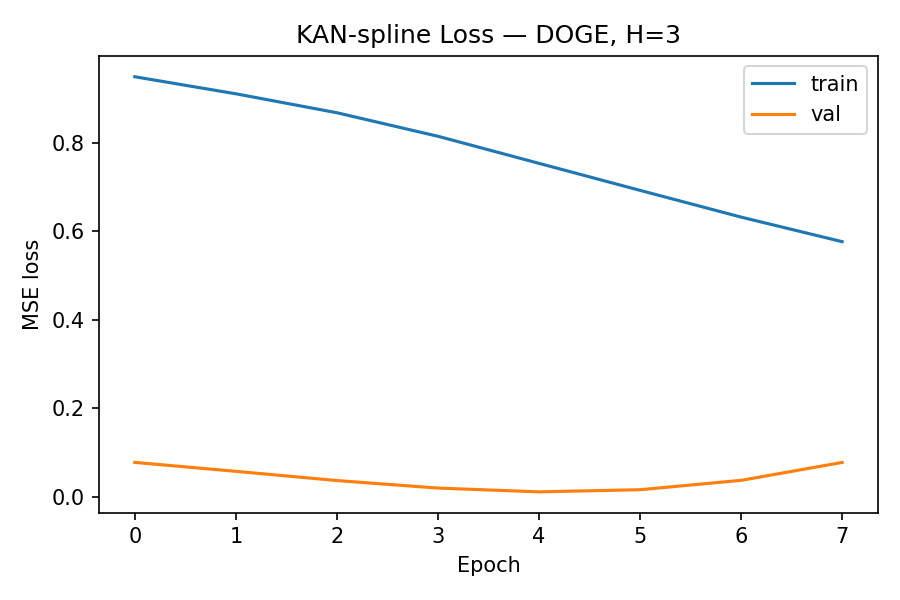 KAN-spline Loss — DOGE, H=3
train
val
MSE loss
0.8
0.6
0.4
0.2
0.0
0 1 2 3 4 5 6 7
Epoch